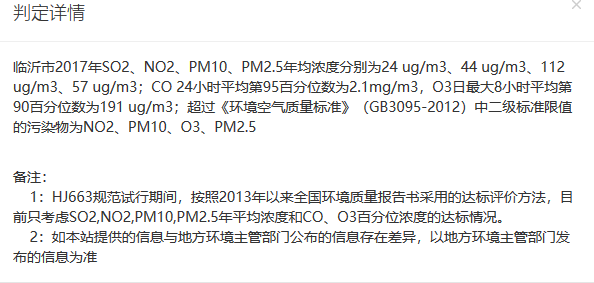 判定详情
临沂市2017年SO2、NO2、PM10、PM2.5年均浓度分别为24 ug/m3、44 ug/m3、112
ug/m3、57 ug/m3；CO 24小时平均第95百分位数为2.1mg/m3，O3日最大8小时平均第
90百分位数为191 ug/m3；超过《环境空气质量标准》（GB3095-2012）中二级标准限值
的污染物为NO2、PM10、O3、PM2.5
备注：
1：HJ663规范试行期间，按照2013年以来全国环境质量报告书采用的达标评价方法，目
前只考虑SO2,NO2,PM10,PM2.5年平均浓度和CO、O3百分位浓度的达标情况。
2：如本站提供的信息与地方环境主管部门公布的信息存在差异，以地方环境主管部门发
布的信息为准